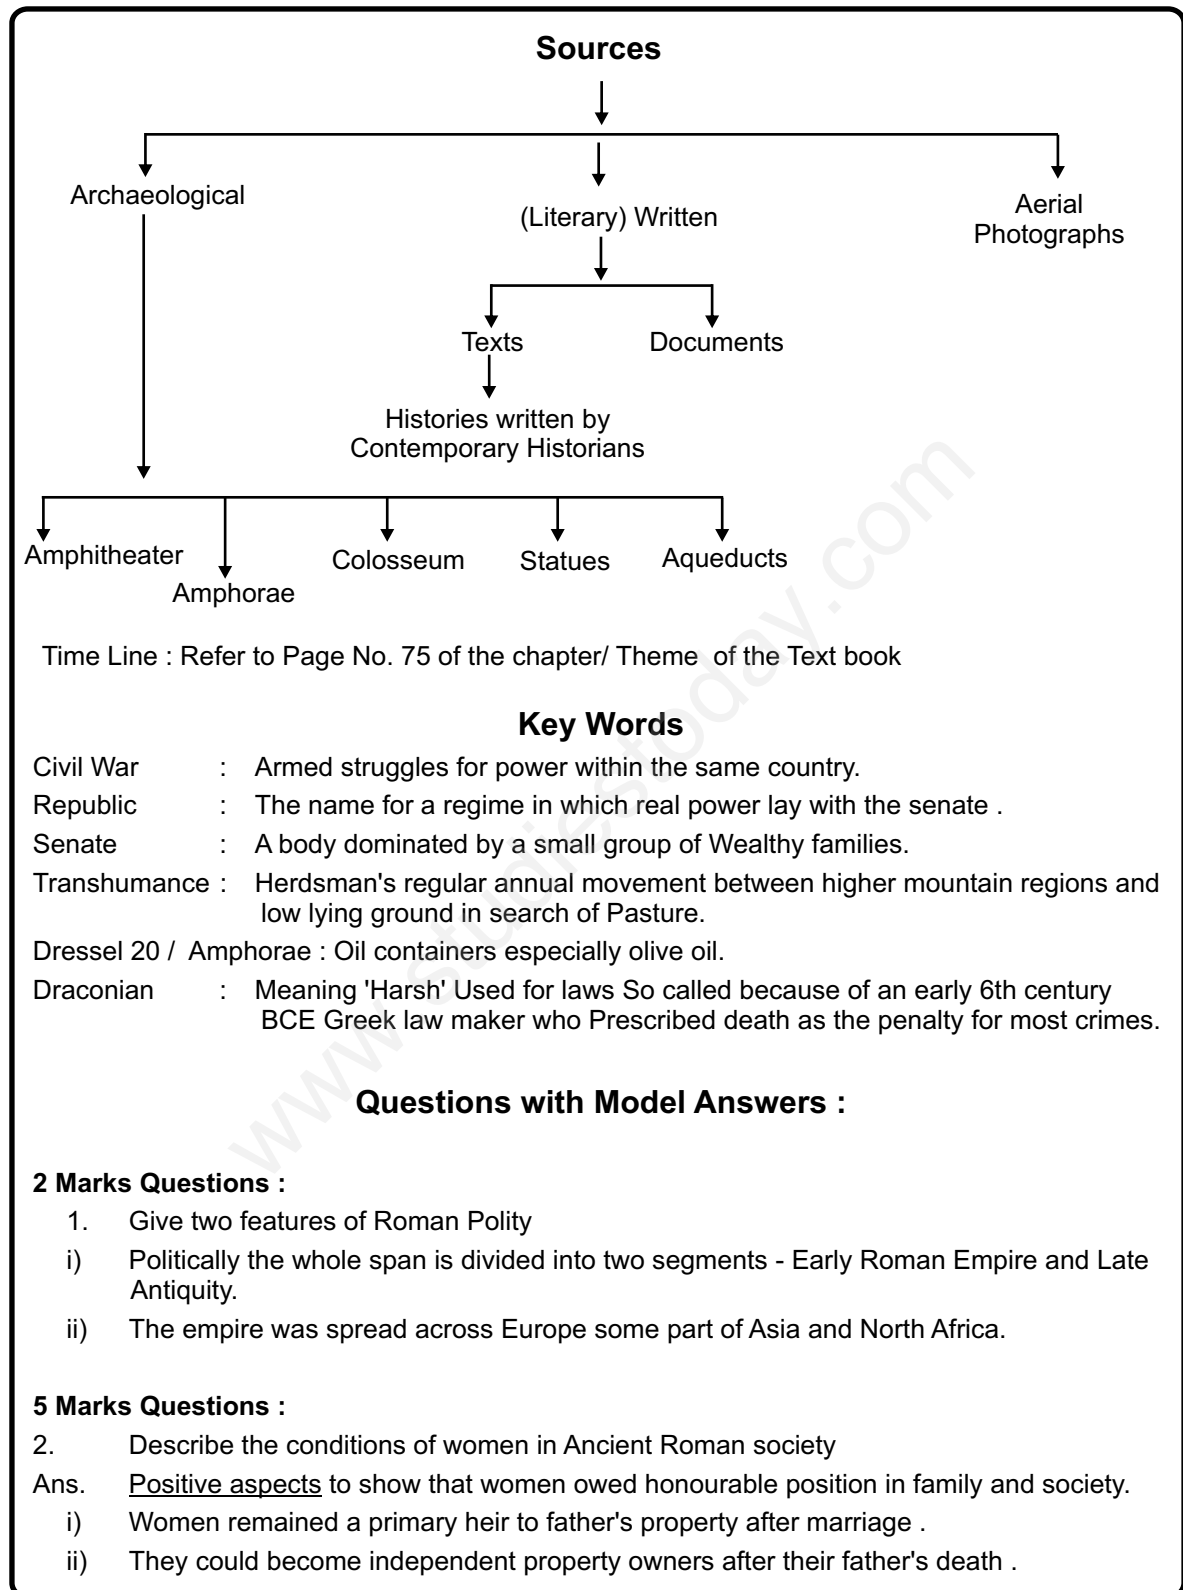 Sources
Archaeological
(Literary) Written
Aerial
Photographs
Texts
Documents
Histories written by
Contemporary Historians
Amphitheater
Amphorae
Colosseum
Statues
Aqueducts
Time Line : Refer to Page No. 75 of the chapter/ Theme of the Text book
Key Words
Civil War : Armed struggles for power within the same country.
Republic : The name for a regime in which real power lay with the senate .
Senate : A body dominated by a small group of Wealthy families.
Transhumance : Herdsman's regular annual movement between higher mountain regions and
low lying ground in search of Pasture.
Dressel 20 / Amphorae : Oil containers especially olive oil.
Draconian : Meaning 'Harsh' Used for laws So called because of an early 6th century
BCE Greek law maker who Prescribed death as the penalty for most crimes.
Questions with Model Answers :
2 Marks Questions :
1. Give two features of Roman Polity
i) Politically the whole span is divided into two segments - Early Roman Empire and Late
Antiquity.
ii) The empire was spread across Europe some part of Asia and North Africa.
5 Marks Questions :
2. Describe the conditions of women in Ancient Roman society
Ans. Positive aspects to show that women owed honourable position in family and society.
i) Women remained a primary heir to father's property after marriage .
ii) They could become independent property owners after their father's death .
www.studiestoday.com